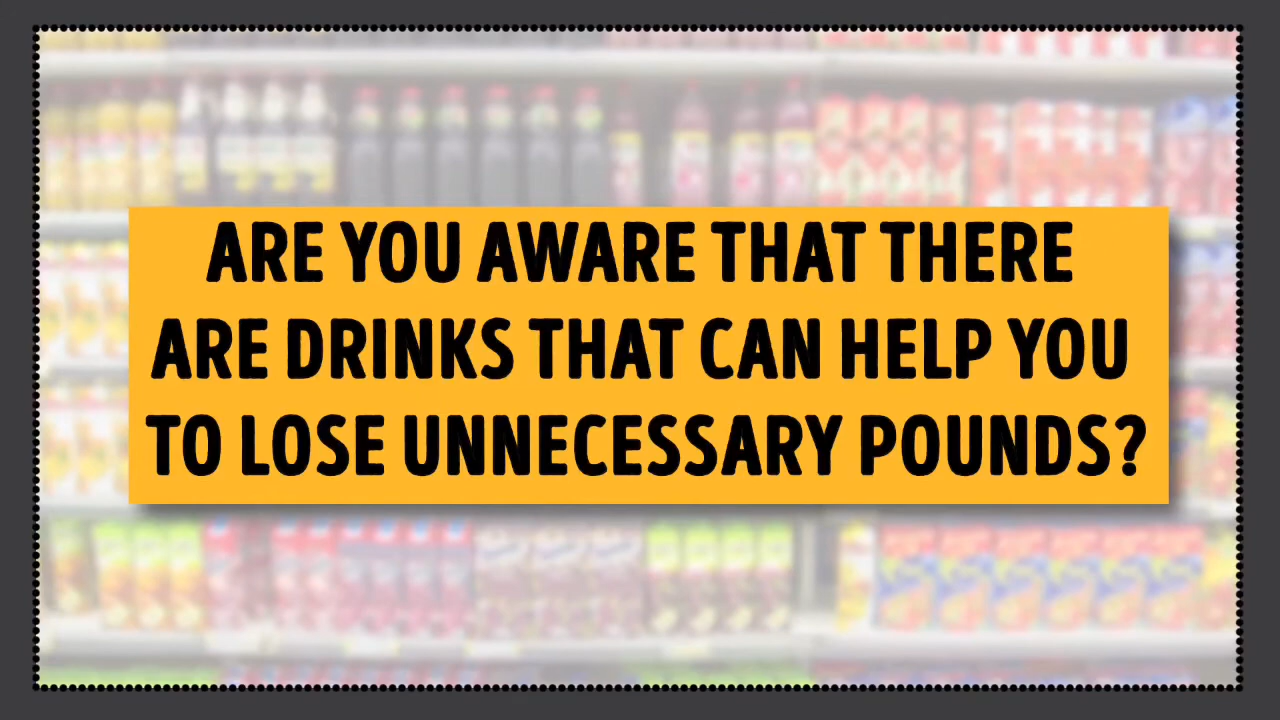 ARE YOU AWARE THAT THERE
ARE DRINKS THAT CAN HELP YOU
TO LOSE UNNECESSARY POUNDS?